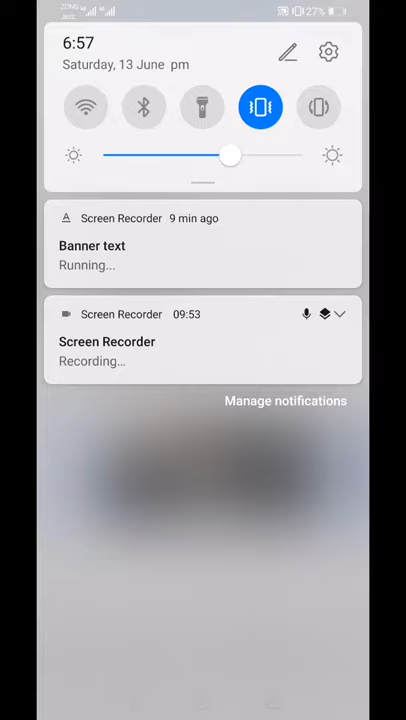 ZONG
JAZZ
27%
6:57
Saturday, 13 June pm
Screen Recorder 9 min ago
Banner text
Running...
Screen Recorder 09:53
Screen Recorder
Recording...
Manage notifications